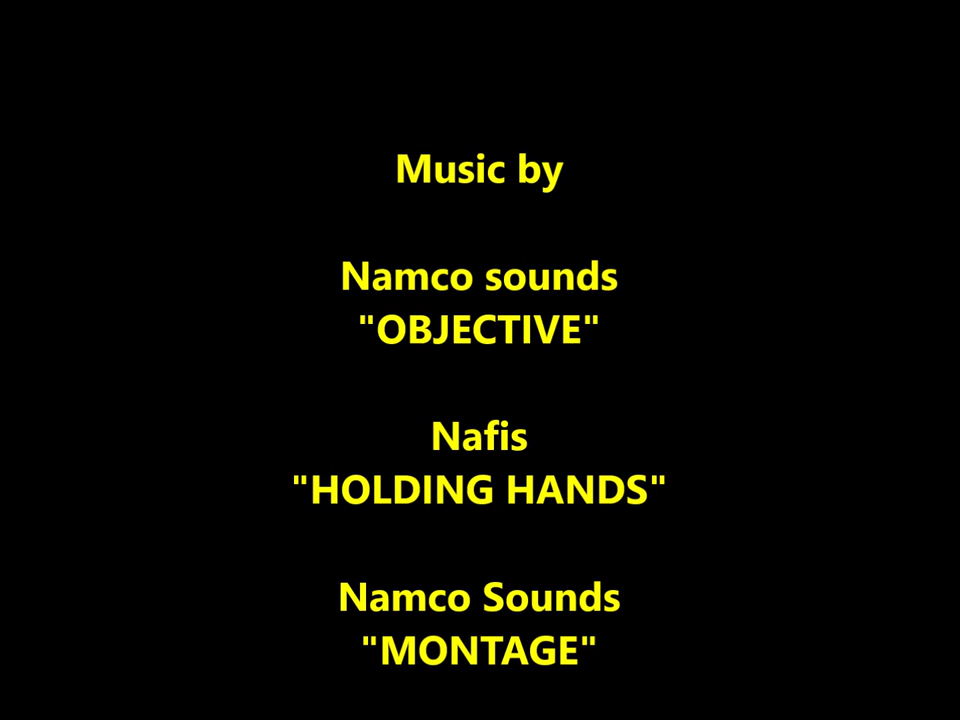 Music by
Namco sounds
"OBJECTIVE"
Nafis
"HOLDING HANDS"
Namco Sounds
"MONTAGE"